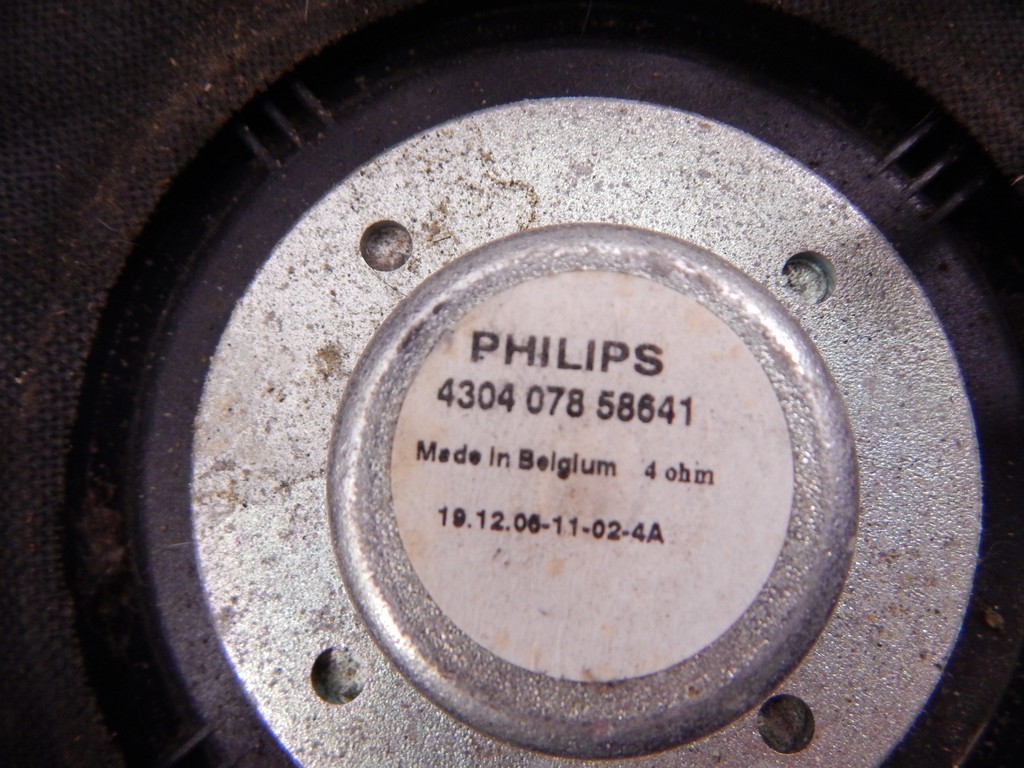 PHILIPS
4304 078 58641
Made in Belgium 4 ohm
19.12.06-11-02-4A